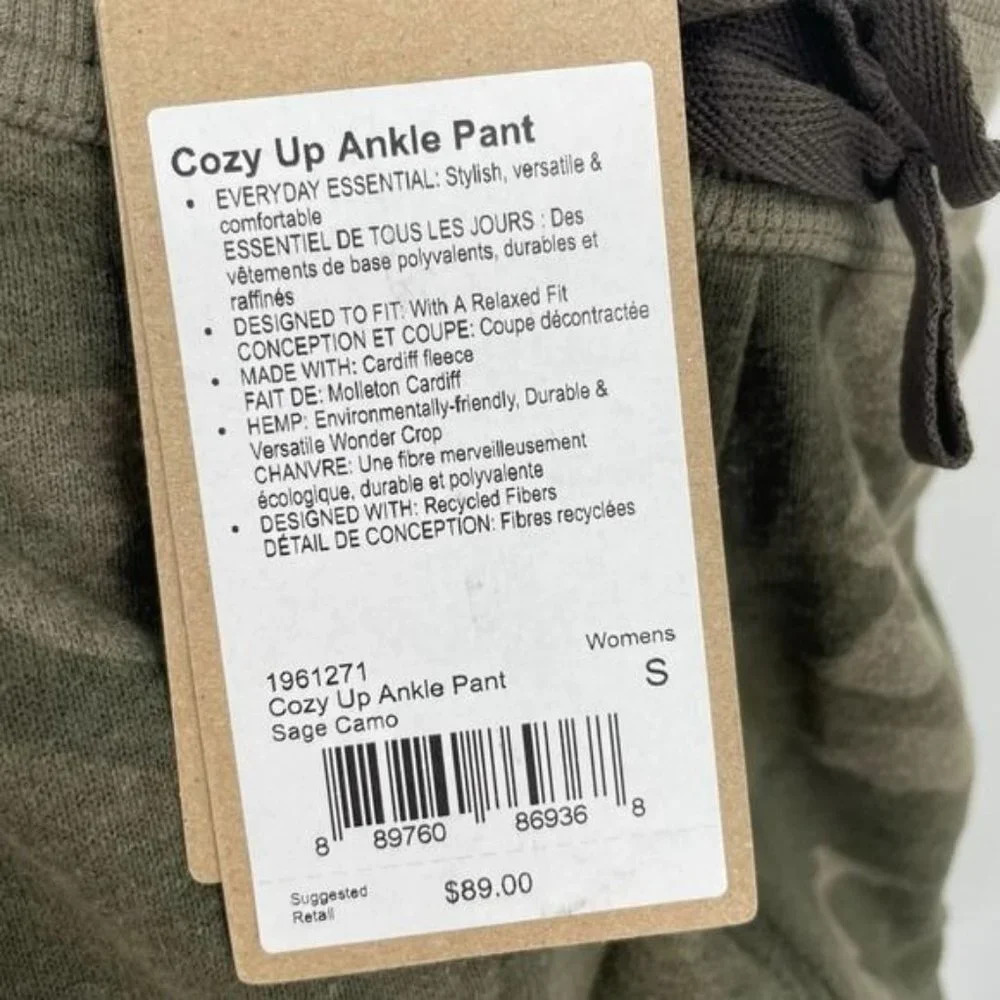 Cozy Up Ankle Pant
• EVERYDAY ESSENTIAL: Stylish, versatile &
comfortable
ESSENTIEL DE TOUS LES JOURS : Des
vêtements de base polyvalents, durables et
raffinés
• DESIGNED TO FIT: With A Relaxed Fit
CONCEPTION ET COUPE: Coupe décontractée
• MADE WITH: Cardiff fleece
FAIT DE: Molleton Cardiff
• HEMP: Environmentally-friendly, Durable &
Versatile Wonder Crop
CHANVRE: Une fibre merveilleusement
écologique, durable et polyvalente
• DESIGNED WITH: Recycled Fibers
DÉTAIL DE CONCEPTION: Fibres recyclées
Womens
1961271
S
Cozy Up Ankle Pant
Sage Camo
8 89760 86936 8
Suggested
Retail
$89.00